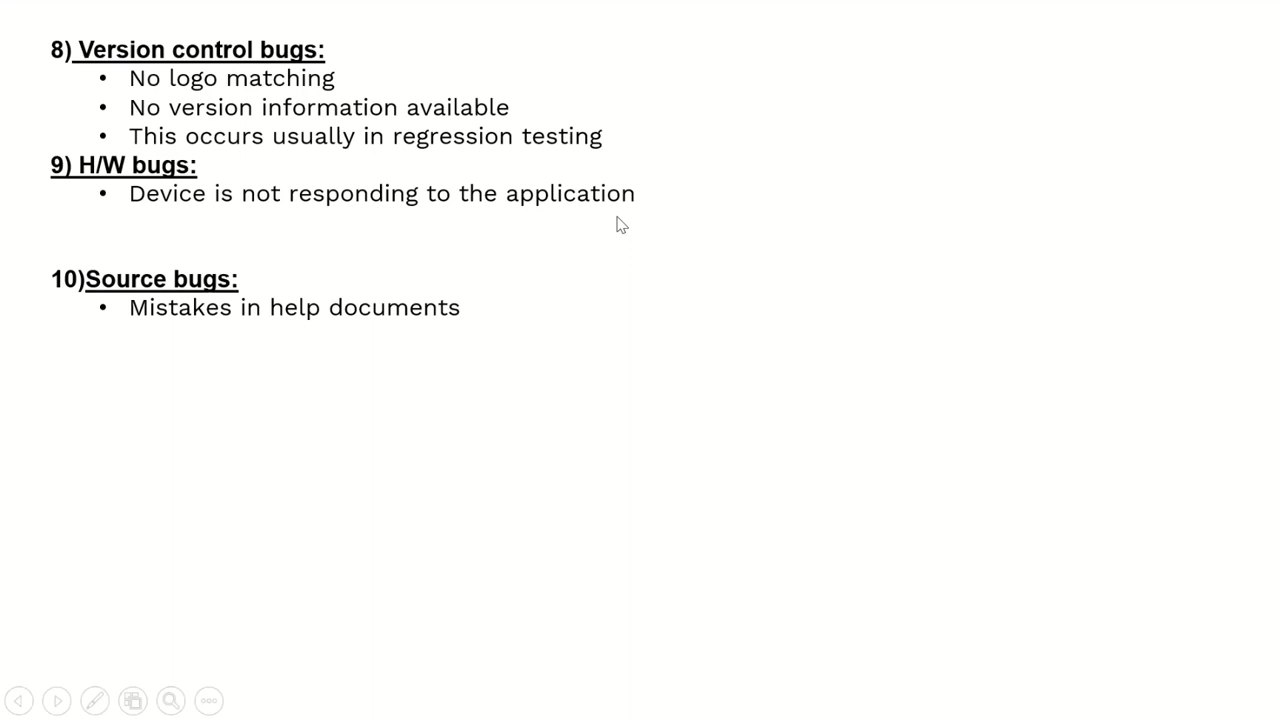 8) Version control bugs:
• No logo matching
• No version information available
• This occurs usually in regression testing
9) H/W bugs:
• Device is not responding to the application
10)Source bugs:
• Mistakes in help documents